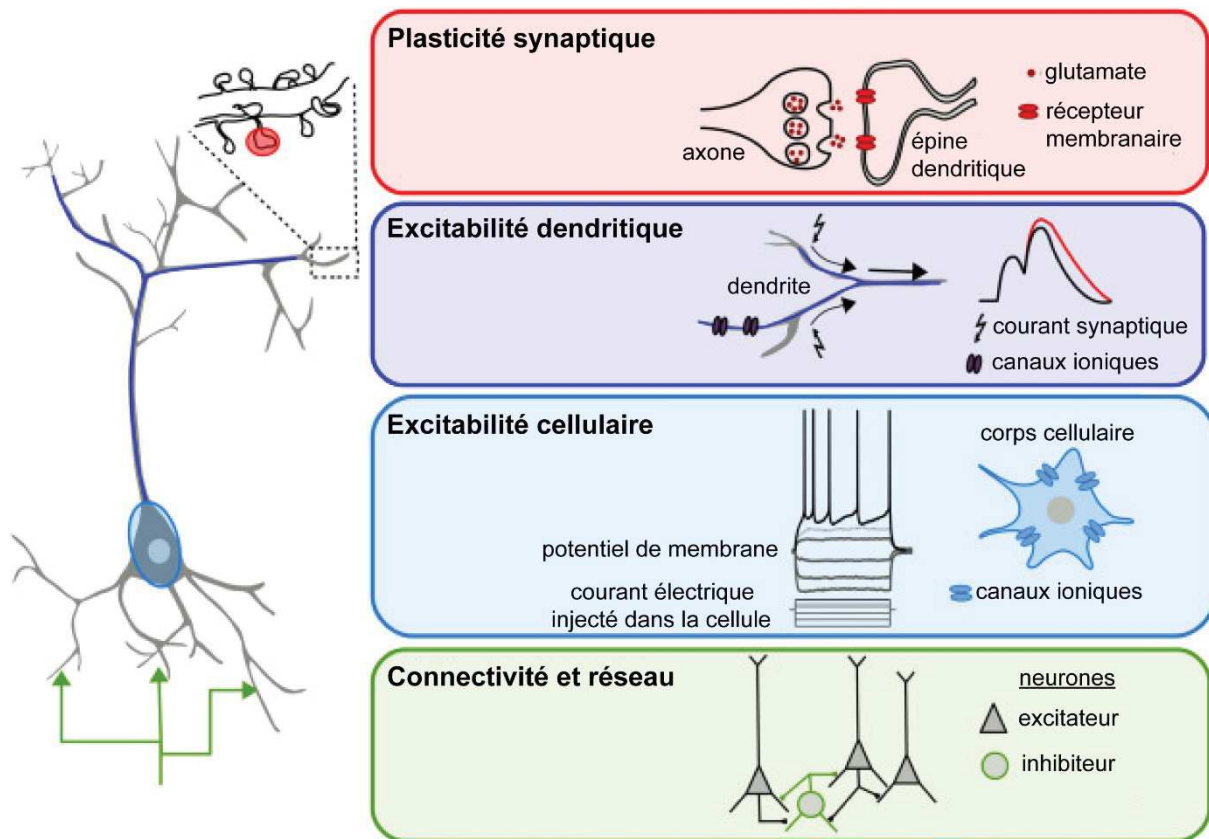 Plasticité synaptique
glutamate
récepteur
membranaire
axone
épine
dendritique
Excitabilité dendritique
dendrite
courant synaptique
canaux ioniques
Excitabilité cellulaire
corps cellulaire
potentiel de membrane
courant électrique
injecté dans la cellule
canaux ioniques
Connectivité et réseau
neurones
excitateur
inhibiteur